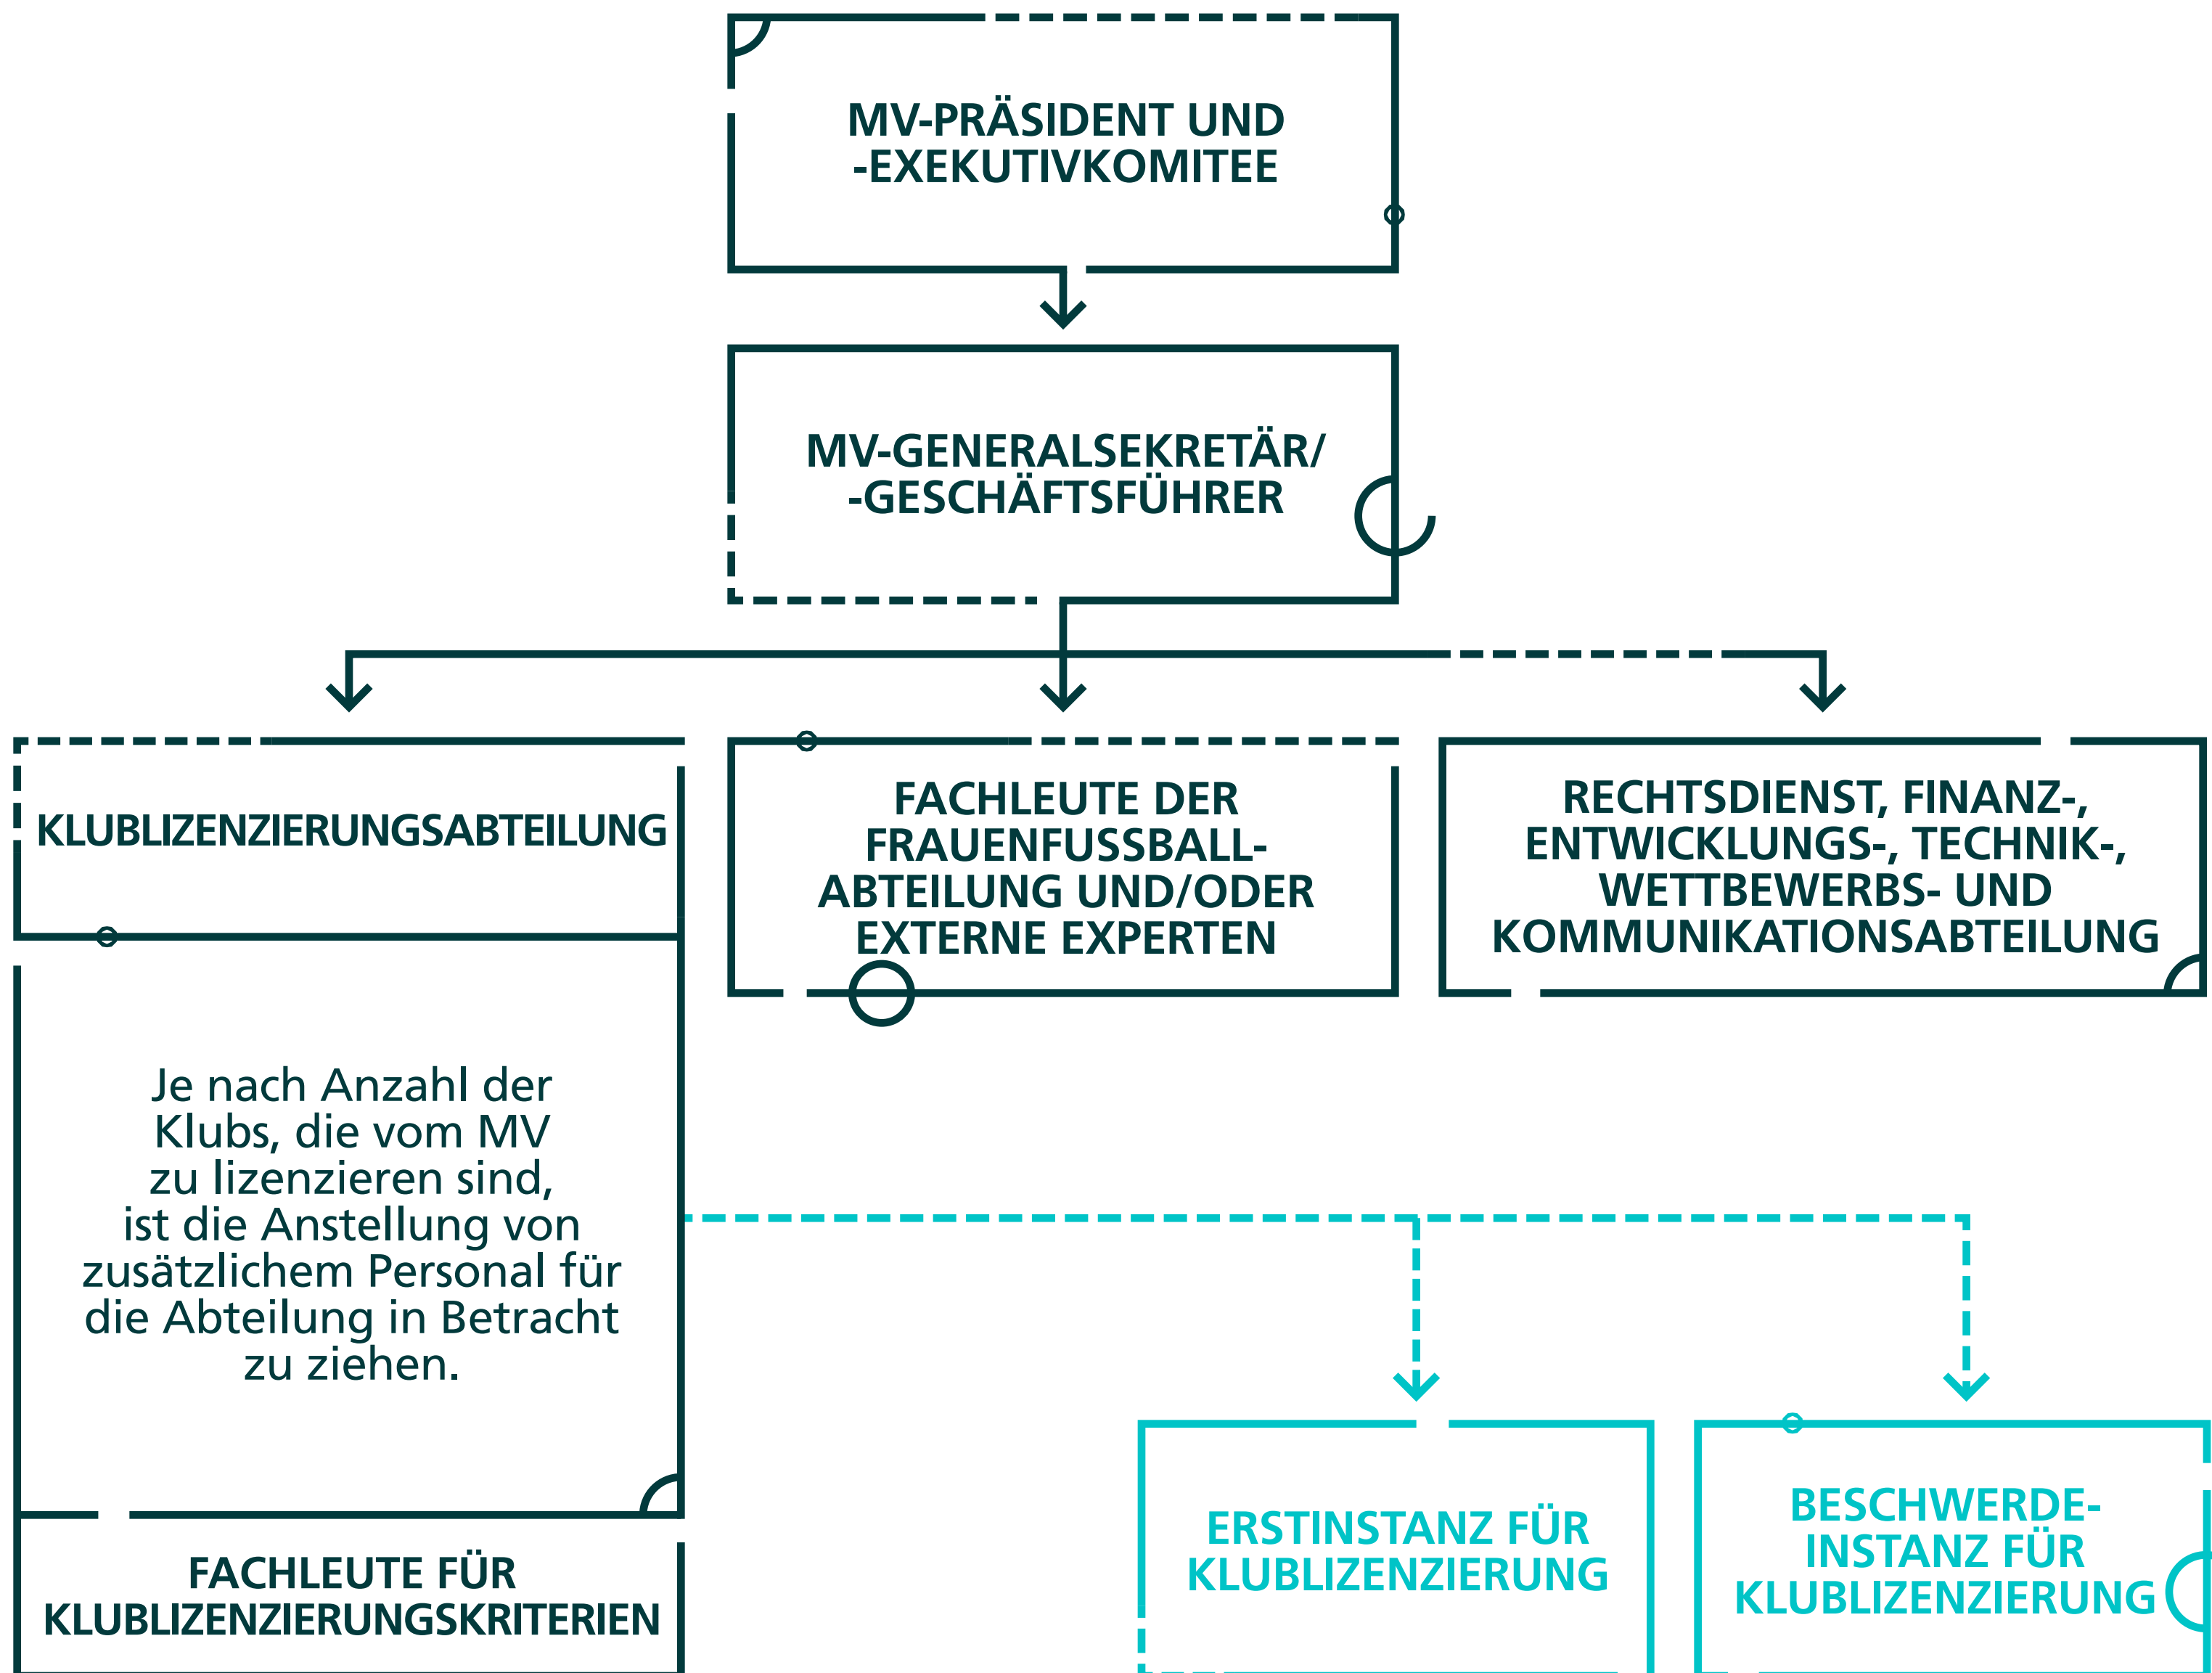 MV-PRÄSIDENT UND
-EXEKUTIVKOMITEE
MV-GENERALSEKRETÄR/
-GESCHÄFTSFÜHRER
KLUBLIZENZIERUNGSABTEILUNG
FACHLEUTE DER
FRAUENFUSSBALL-
ABTEILUNG UND/ODER
EXTERNE EXPERTEN
RECHTSDIENST, FINANZ-,
ENTWICKLUNGS-, TECHNIK-,
WETTBEWERBS- UND
KOMMUNIKATIONSABTEILUNG
Je nach Anzahl der
Klubs, die vom MV
zu lizenzieren sind,
ist die Anstellung von
zusätzlichem Personal für
die Abteilung in Betracht
zu ziehen.
FACHLEUTE FÜR
KLUBLIZENZIERUNGSKRITERIEN
ERSTINSTANZ FÜR
KLUBLIZENZIERUNG
BESCHWERDE-
INSTANZ FÜR
KLUBLIZENZIERUNG